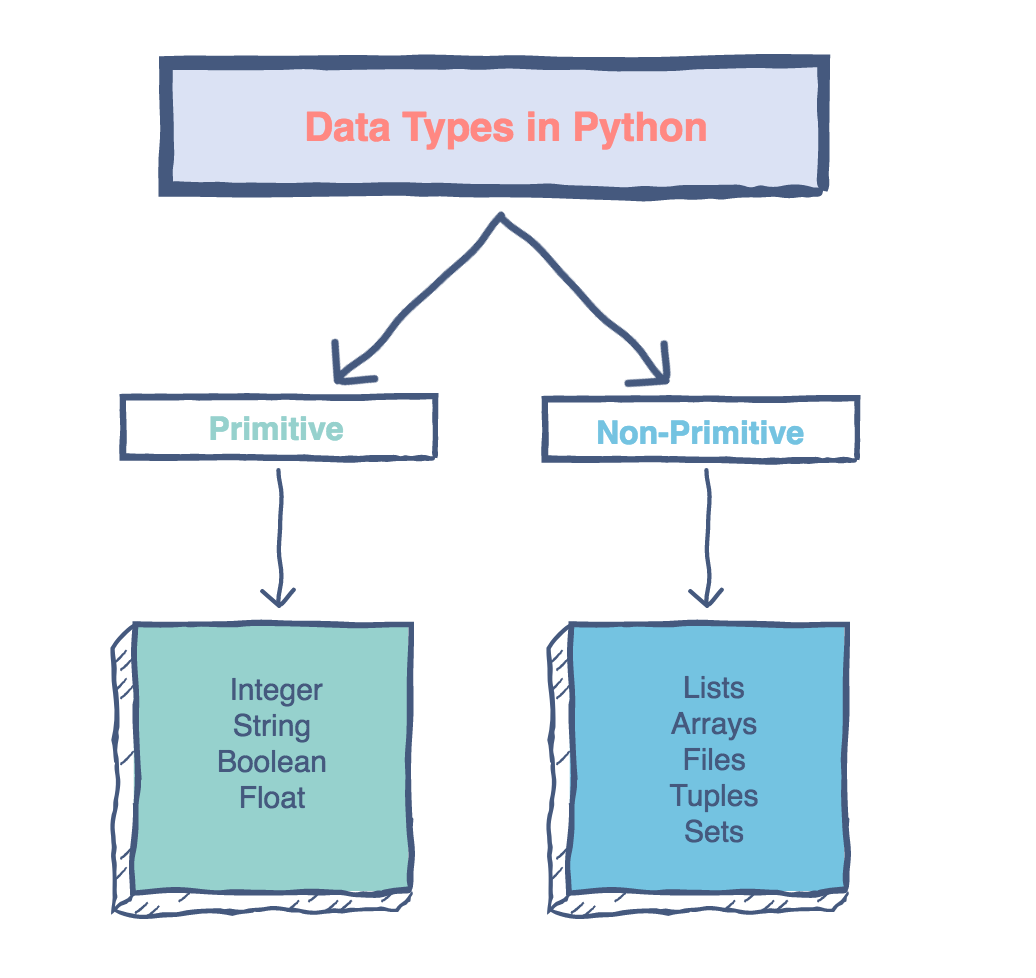 Data Types in Python
Primitive
Non-Primitive
Integer
String
Boolean
Float
Lists
Arrays
Files
Tuples
Sets